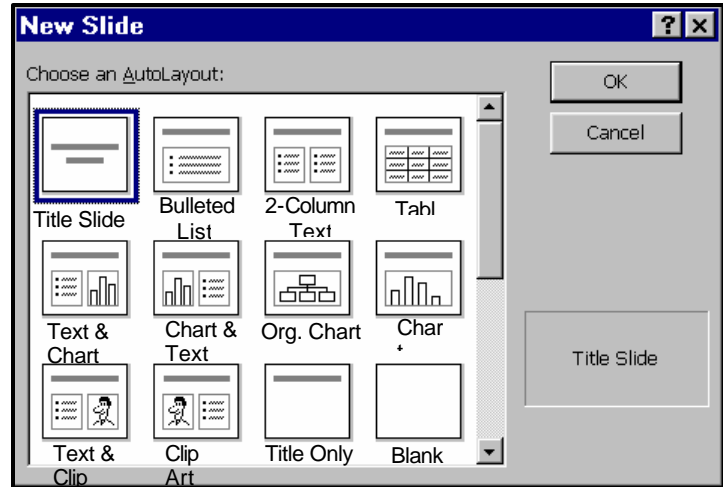 New Slide
Choose an AutoLayout:
OK
Cancel
Title Slide
Bulleted
List
2-Column
Text
Tabl
Text &
Chart
Chart &
Text
Org. Chart
Char
t
Title Slide
Text &
Clip
Clip
Art
Title Only
Blank